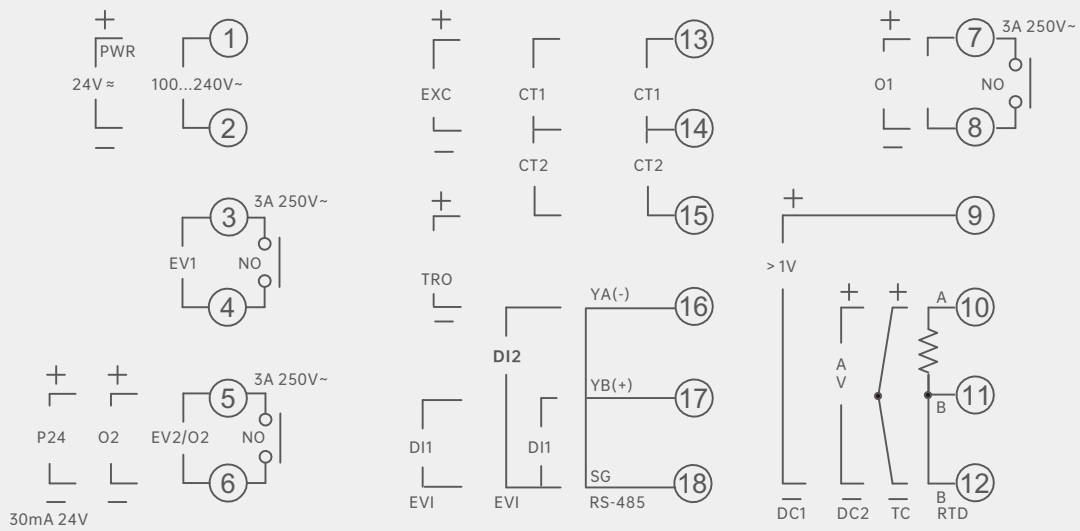 PWR
24V ≈
100...240V~
1
2
3A 250V~
3
EV1
NO
4
3A 250V~
5
P24
O2
EV2/O2
NO
6
30mA 24V
EXC
CT1
CT1
13
14
CT2
CT2
15
TRO
YA(-)
16
DI2
YB(+)
17
DI1
DI1
SG
18
EVI
EVI
RS-485
3A 250V~
7
O1
NO
8
9
> 1V
A
10
A
V
11
B
12
B
DC1
DC2
TC
RTD